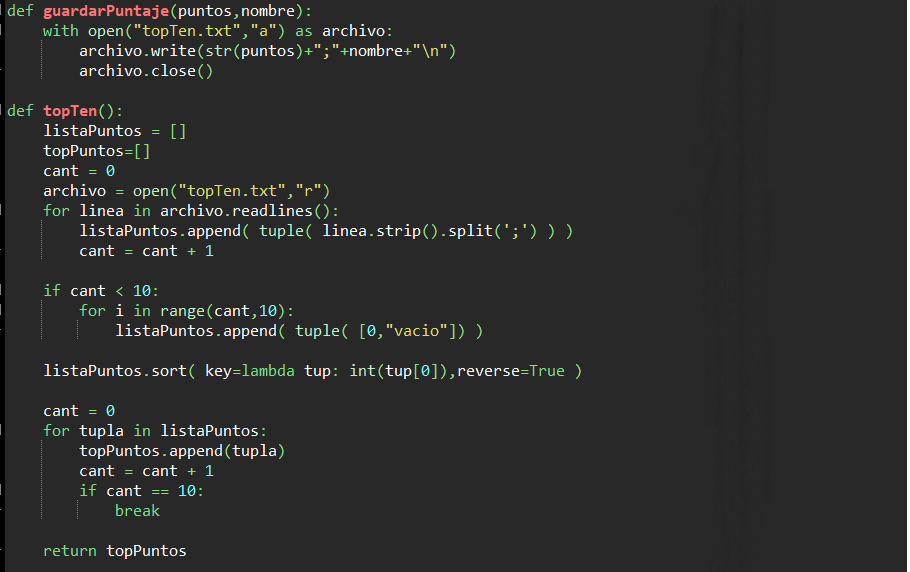 def guardarPuntaje(puntos,nombre):
    with open("topTen.txt","a") as archivo:
        archivo.write(str(puntos)+";"+nombre+"\n")
        archivo.close()

def topTen():
    listaPuntos = []
    topPuntos=[]
    cant = 0
    archivo = open("topTen.txt","r")
    for linea in archivo.readlines():
        listaPuntos.append( tuple( linea.strip().split(';') ) )
        cant = cant + 1

    if cant < 10:
        for i in range(cant,10):
            listaPuntos.append( tuple( [0,"vacio"]) )

    listaPuntos.sort( key=lambda tup: int(tup[0]),reverse=True )

    cant = 0
    for tupla in listaPuntos:
        topPuntos.append(tupla)
        cant = cant + 1
        if cant == 10:
            break

    return topPuntos